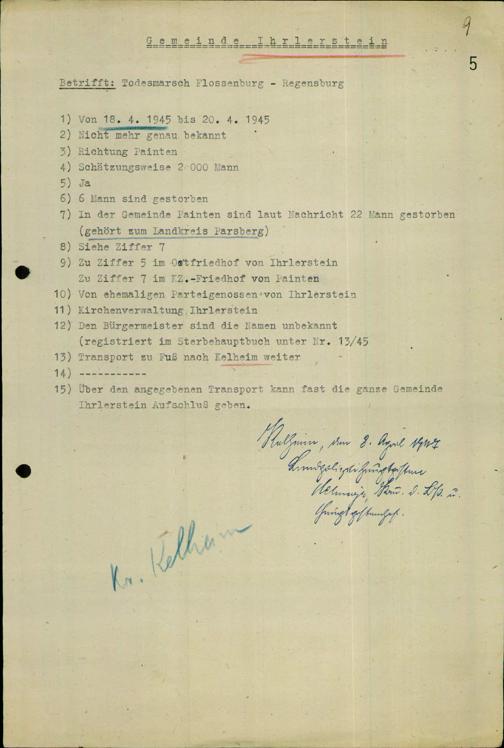 9
5
Gemeinde Ihrlerstein
Betrifft: Todesmarsch Flossenburg - Regensburg
1) Von 18. 4. 1945 bis 20. 4. 1945
2) Nicht mehr genau bekannt
3) Richtung Painten
4) Schätzungsweise 2 000 Mann
5) Ja
6) 6 Mann sind gestorben
7) In der Gemeinde Painten sind laut Nachricht 22 Mann gestorben
(gehört zum Landkreis Parsberg)
8) Siehe Ziffer 7
9) Zu Ziffer 5 im Ostfriedhof von Ihrlerstein
Zu Ziffer 7 im KZ.-Friedhof von Painten
10) Von ehemaligen Parteigenossen von Ihrlerstein
11) Kirchenverwaltung Ihrlerstein
12) Den Bürgermeister sind die Namen unbekannt
(registriert im Sterbehauptbuch unter Nr. 13/45
13) Transport zu Fuß nach Kelheim weiter
14) -----------
15) Über den angegebenen Transport kann fast die ganze Gemeinde
Ihrlerstein Aufschluß geben.
Kelheim, den 8. April 1947
Landpolizeihauptposten
Kr. Kelheim